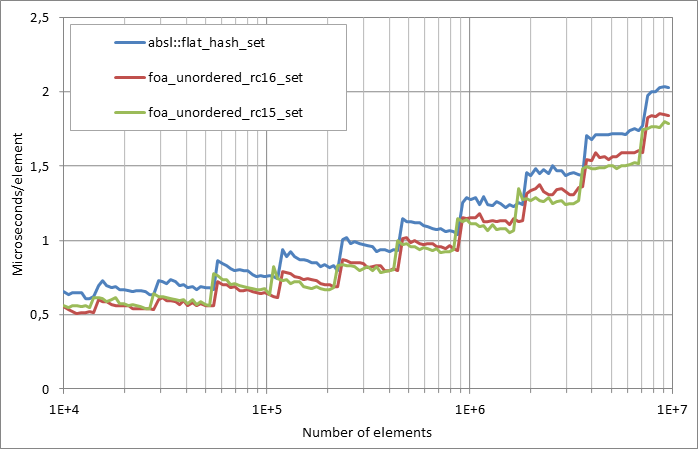 2,5
absl::flat_hash_set
foa_unordered_rc16_set
foa_unordered_rc15_set
2
1,5
1
0,5
0
Microseconds/element
1E+4
1E+5
1E+6
1E+7
Number of elements